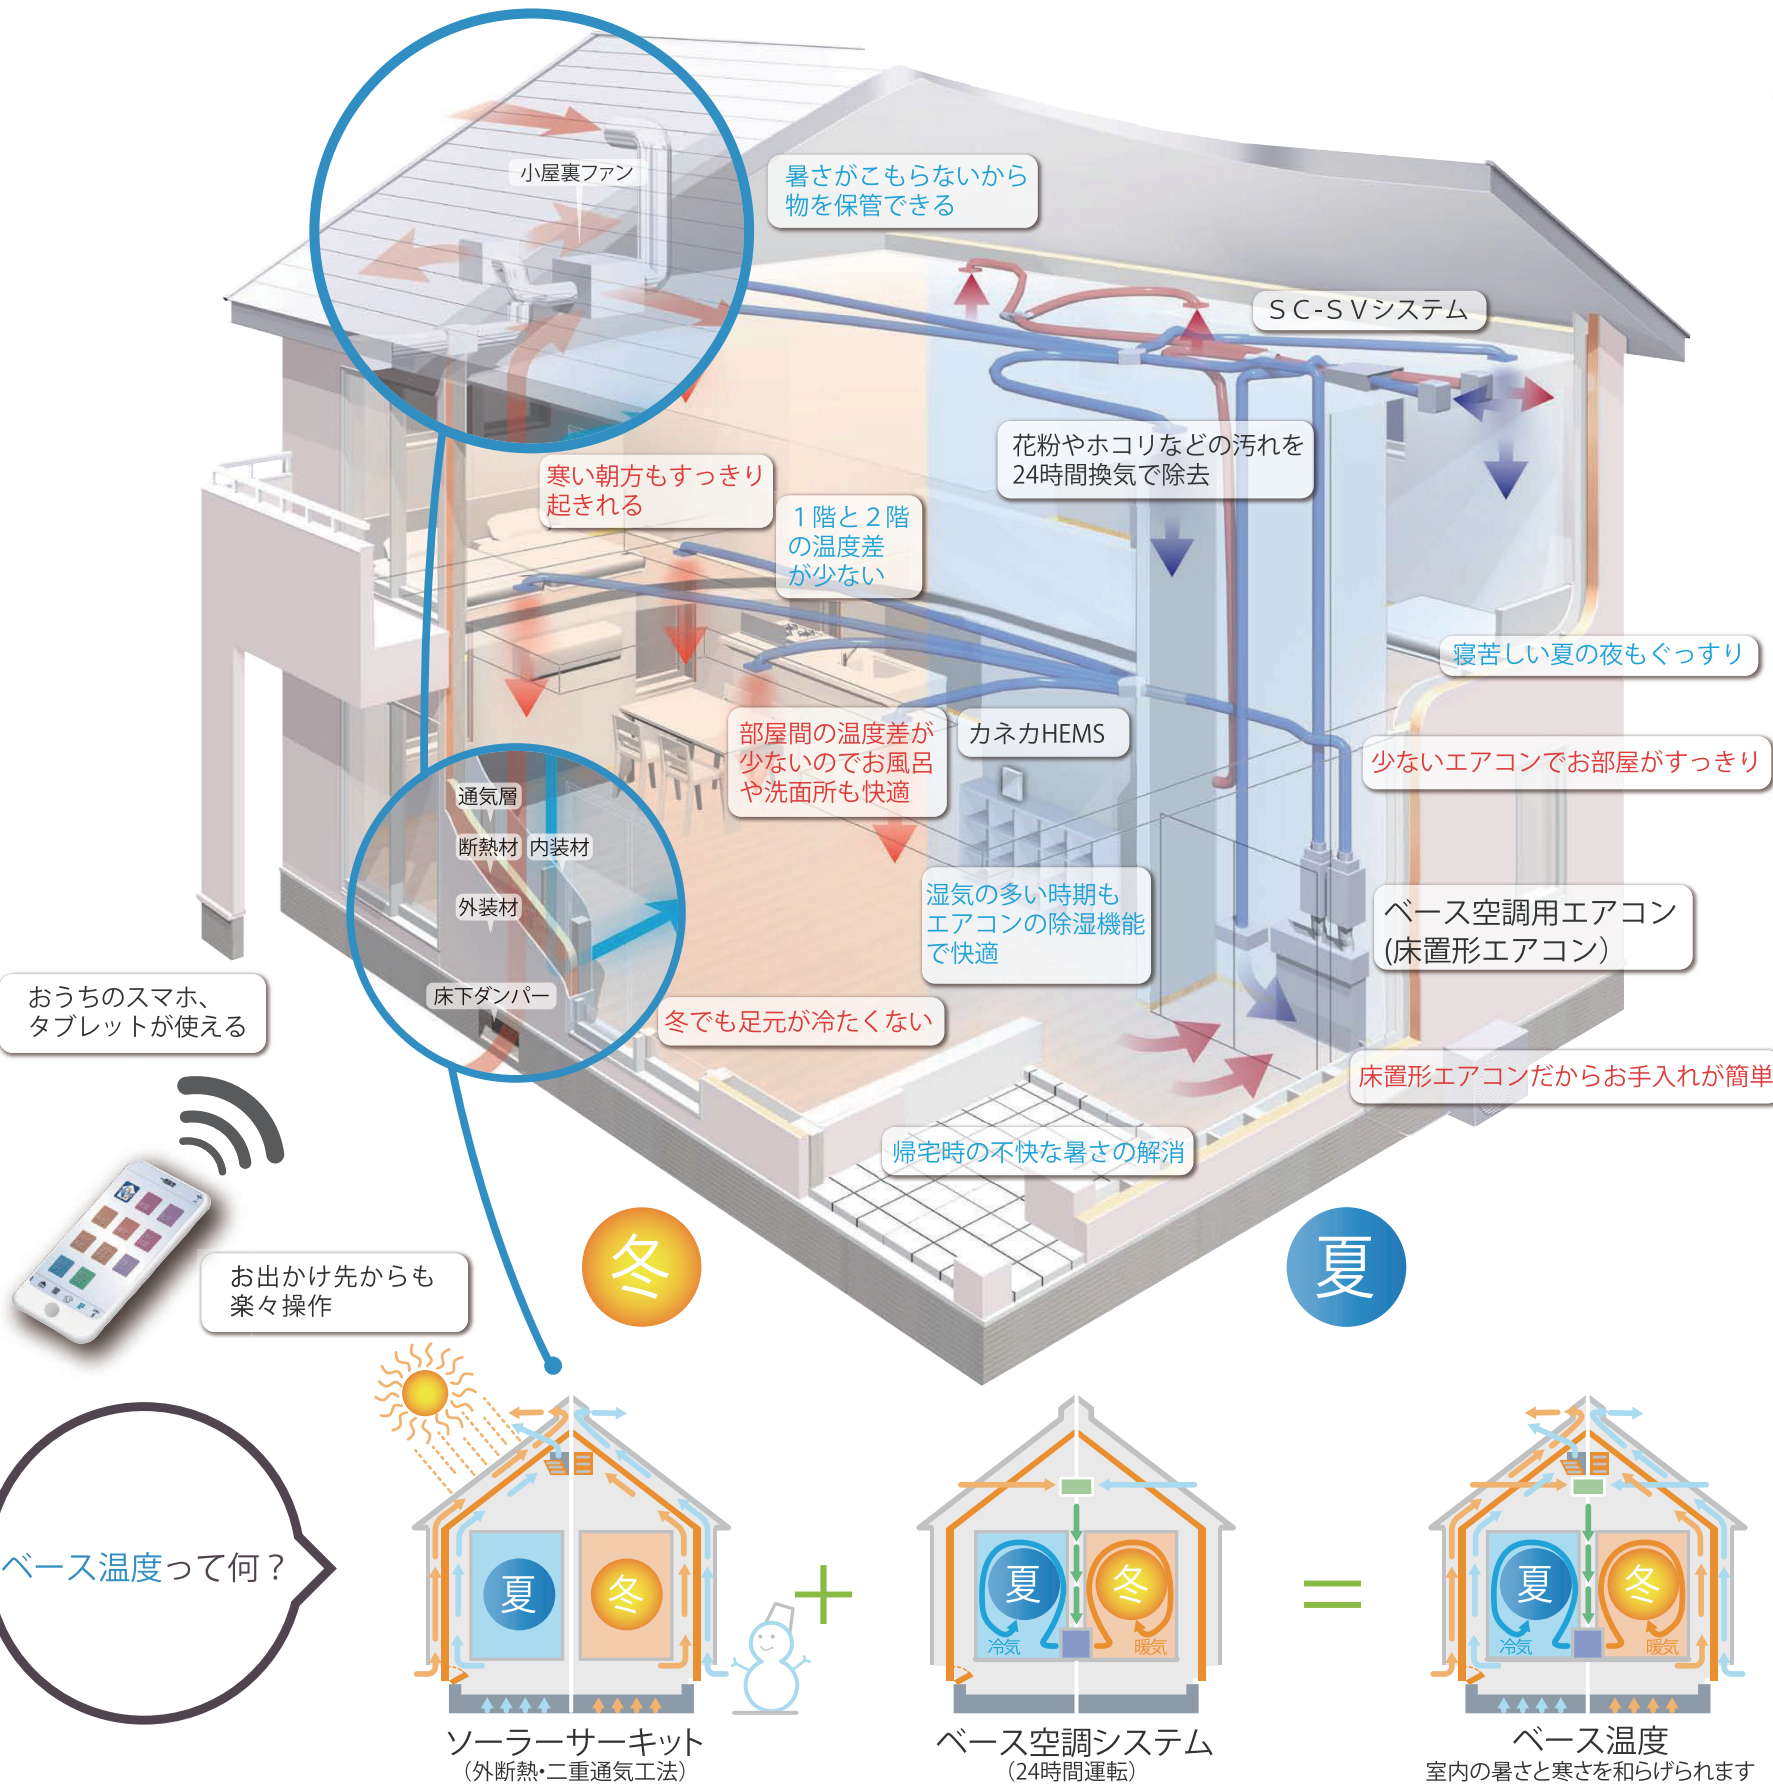 小屋裏ファン
暑さがこもらないから
物を保管できる
ＳＣ-ＳＶシステム
花粉やホコリなどの汚れを
24時間換気で除去
寒い朝方もすっきり
起きれる
１階と２階
の温度差
が少ない
寝苦しい夏の夜もぐっすり
部屋間の温度差が
少ないのでお風呂
や洗面所も快適
カネカHEMS
少ないエアコンでお部屋がすっきり
通気層
断熱材
内装材
外装材
床下ダンパー
湿気の多い時期も
エアコンの除湿機能
で快適
ベース空調用エアコン
(床置形エアコン）
おうちのスマホ、
タブレットが使える
冬でも足元が冷たくない
床置形エアコンだからお手入れが簡単
帰宅時の不快な暑さの解消
冬
夏
お出かけ先からも
楽々操作
ベース温度って何？
夏
冬
夏
冬
冷気
暖気
夏
冬
冷気
暖気
ソーラーサーキット
（外断熱・二重通気工法）
ベース空調システム
（24時間運転）
ベース温度
室内の暑さと寒さを和らげられます